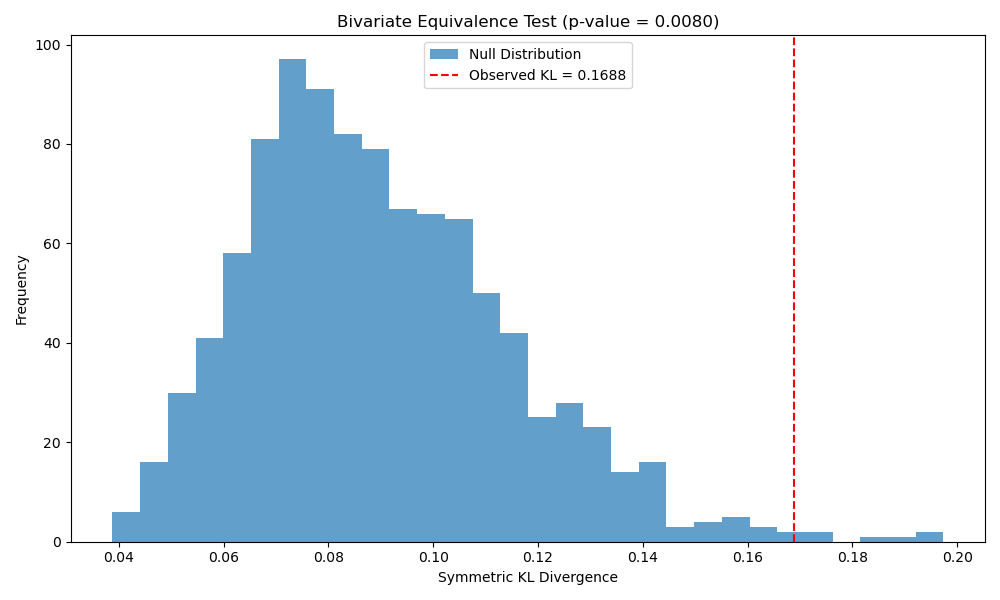 Bivariate Equivalence Test (p-value = 0.0080)
Null Distribution
Observed KL = 0.1688
Frequency
100
80
60
40
20
0
0.04 0.06 0.08 0.10 0.12 0.14 0.16 0.18 0.20
Symmetric KL Divergence